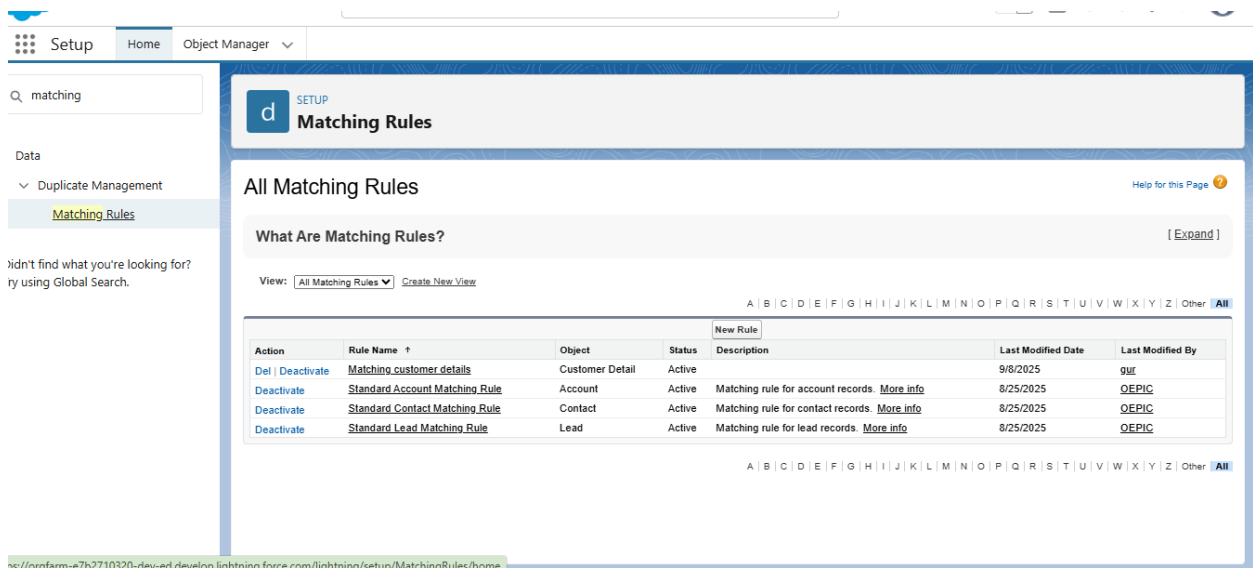 Setup Home Object Manager
matching
SETUP
Matching Rules
Data
Duplicate Management
Matching Rules
Didn't find what you're looking for?
Try using Global Search.
All Matching Rules
Help for this Page ?
What Are Matching Rules?
[ Expand ]
View: All Matching Rules Create New View
A | B | C | D | E | F | G | H | I | J | K | L | M | N | O | P | Q | R | S | T | U | V | W | X | Y | Z | Other All
New Rule
Action Rule Name ↑ Object Status Description Last Modified Date Last Modified By
Del | Deactivate Matching customer details Customer Detail Active 9/8/2025 gur
Deactivate Standard Account Matching Rule Account Active Matching rule for account records. More info 8/25/2025 OEPIC
Deactivate Standard Contact Matching Rule Contact Active Matching rule for contact records. More info 8/25/2025 OEPIC
Deactivate Standard Lead Matching Rule Lead Active Matching rule for lead records. More info 8/25/2025 OEPIC
A | B | C | D | E | F | G | H | I | J | K | L | M | N | O | P | Q | R | S | T | U | V | W | X | Y | Z | Other All